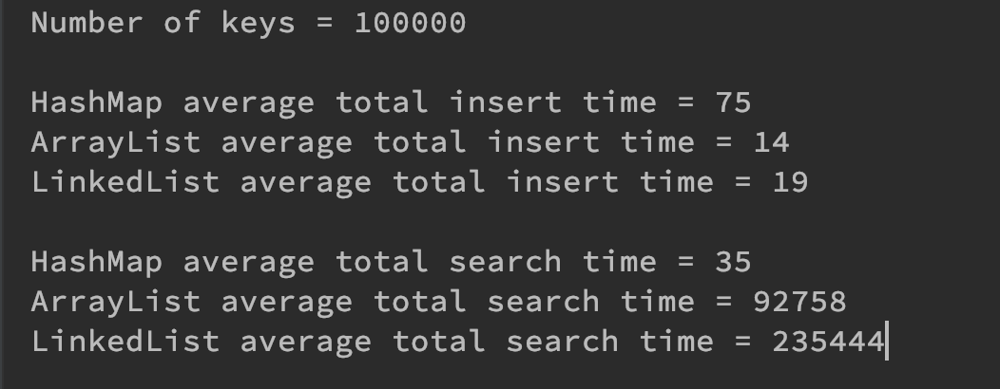 Number of keys = 100000
HashMap average total insert time = 75
ArrayList average total insert time = 14
LinkedList average total insert time = 19
HashMap average total search time = 35
ArrayList average total search time = 92758
LinkedList average total search time = 235444